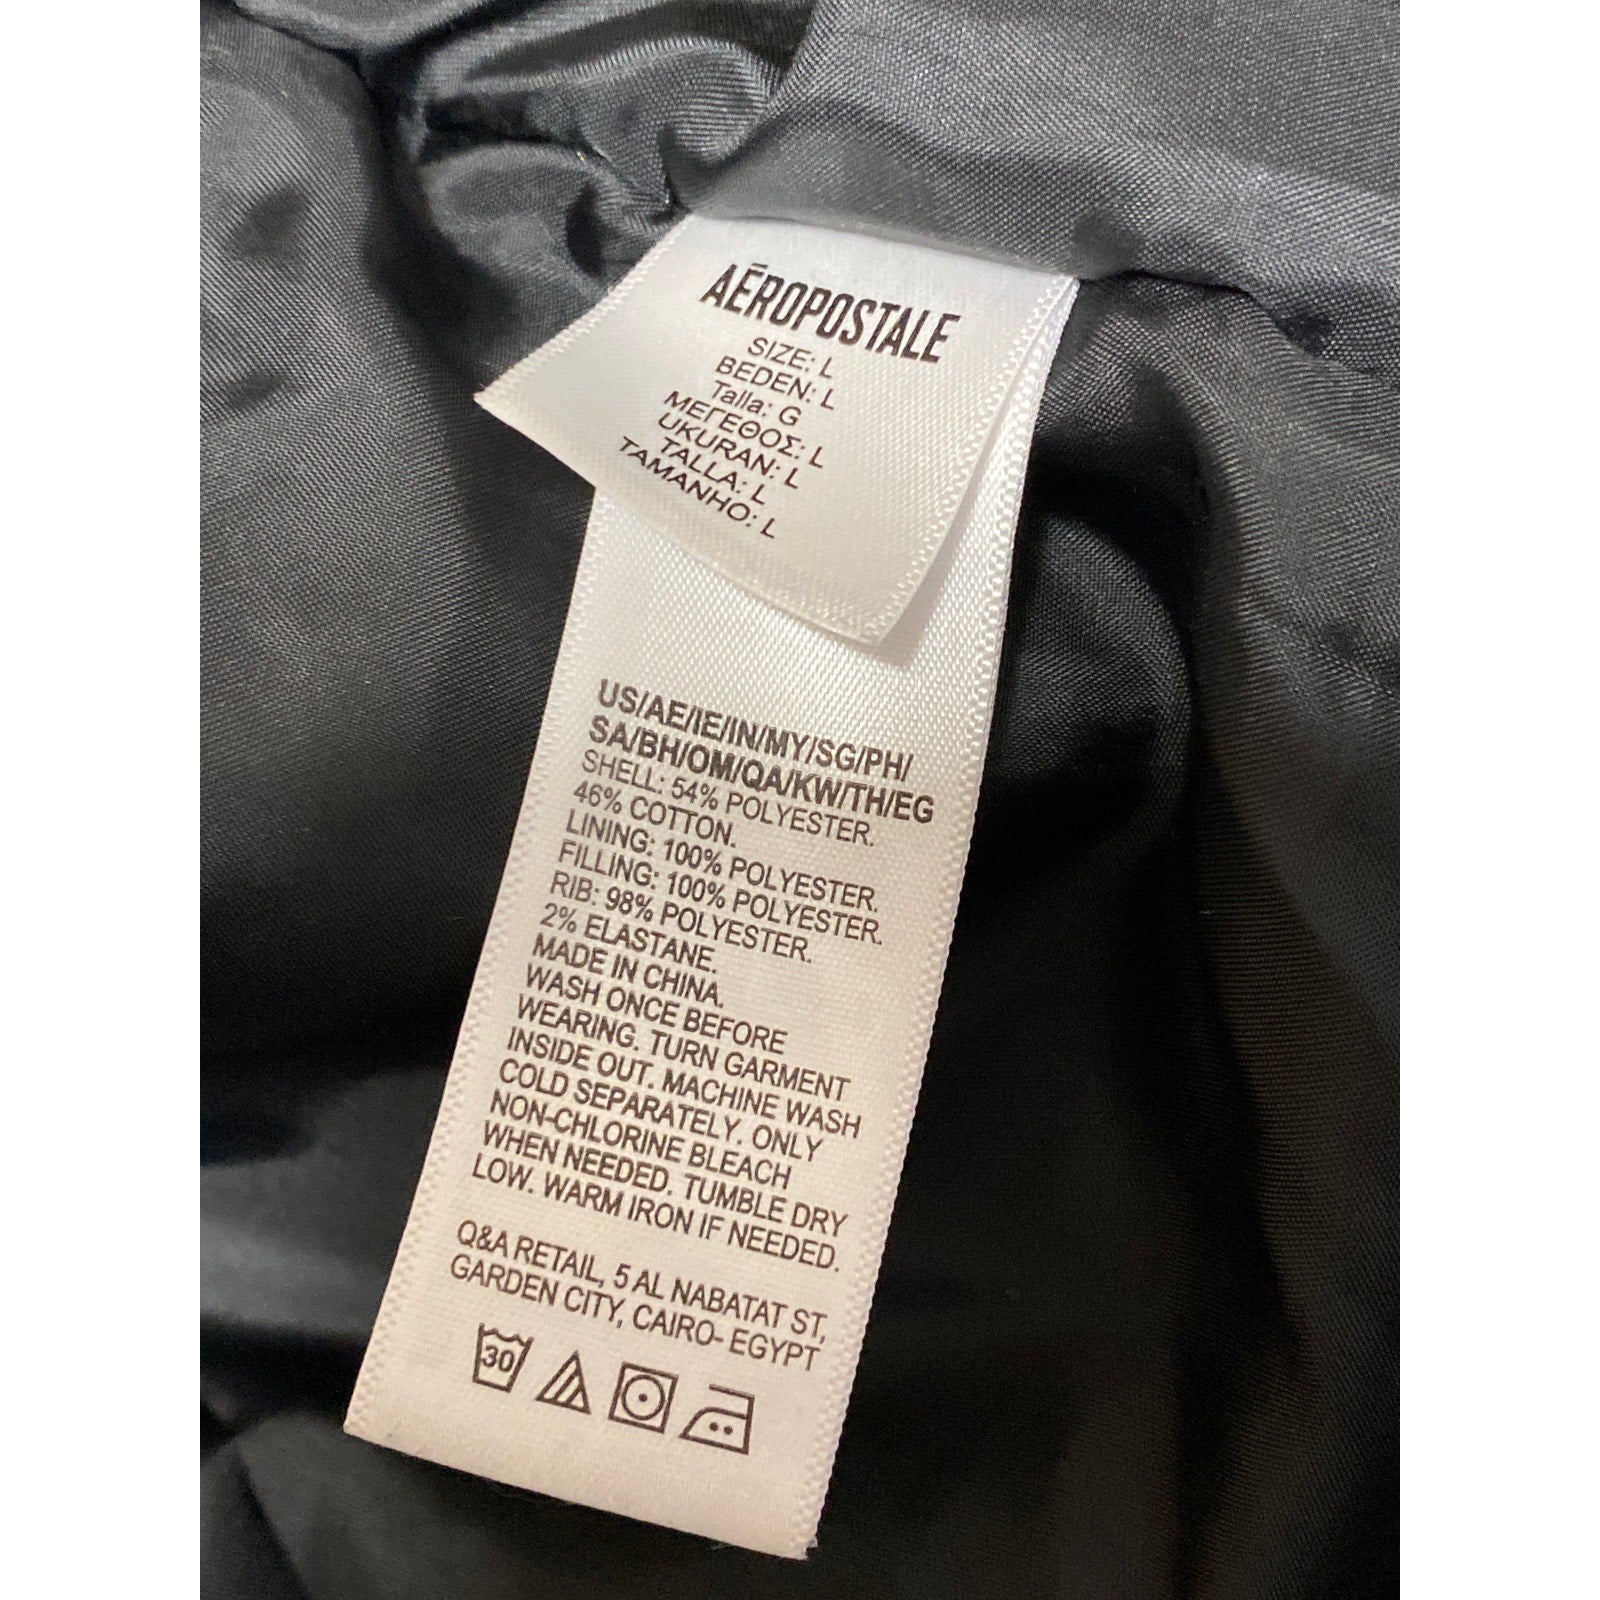 AÉROPOSTALE
SIZE: L
BEDEN: L
Talla: G
ΜΕΓΕΘΟΣ: L
UKURAN: L
TALLA: L
TAMANHO: L
US/AE/IE/IN/MY/SG/PH/
SA/BH/OM/QA/KW/TH/EG
SHELL: 54% POLYESTER.
46% COTTON.
LINING: 100% POLYESTER.
FILLING: 100% POLYESTER.
RIB: 98% POLYESTER.
2% ELASTANE.
MADE IN CHINA.
WASH ONCE BEFORE
WEARING. TURN GARMENT
INSIDE OUT. MACHINE WASH
COLD SEPARATELY. ONLY
NON-CHLORINE BLEACH
WHEN NEEDED. TUMBLE DRY
LOW. WARM IRON IF NEEDED.
Q&A RETAIL, 5 AL NABATAT ST,
GARDEN CITY, CAIRO- EGYPT
30